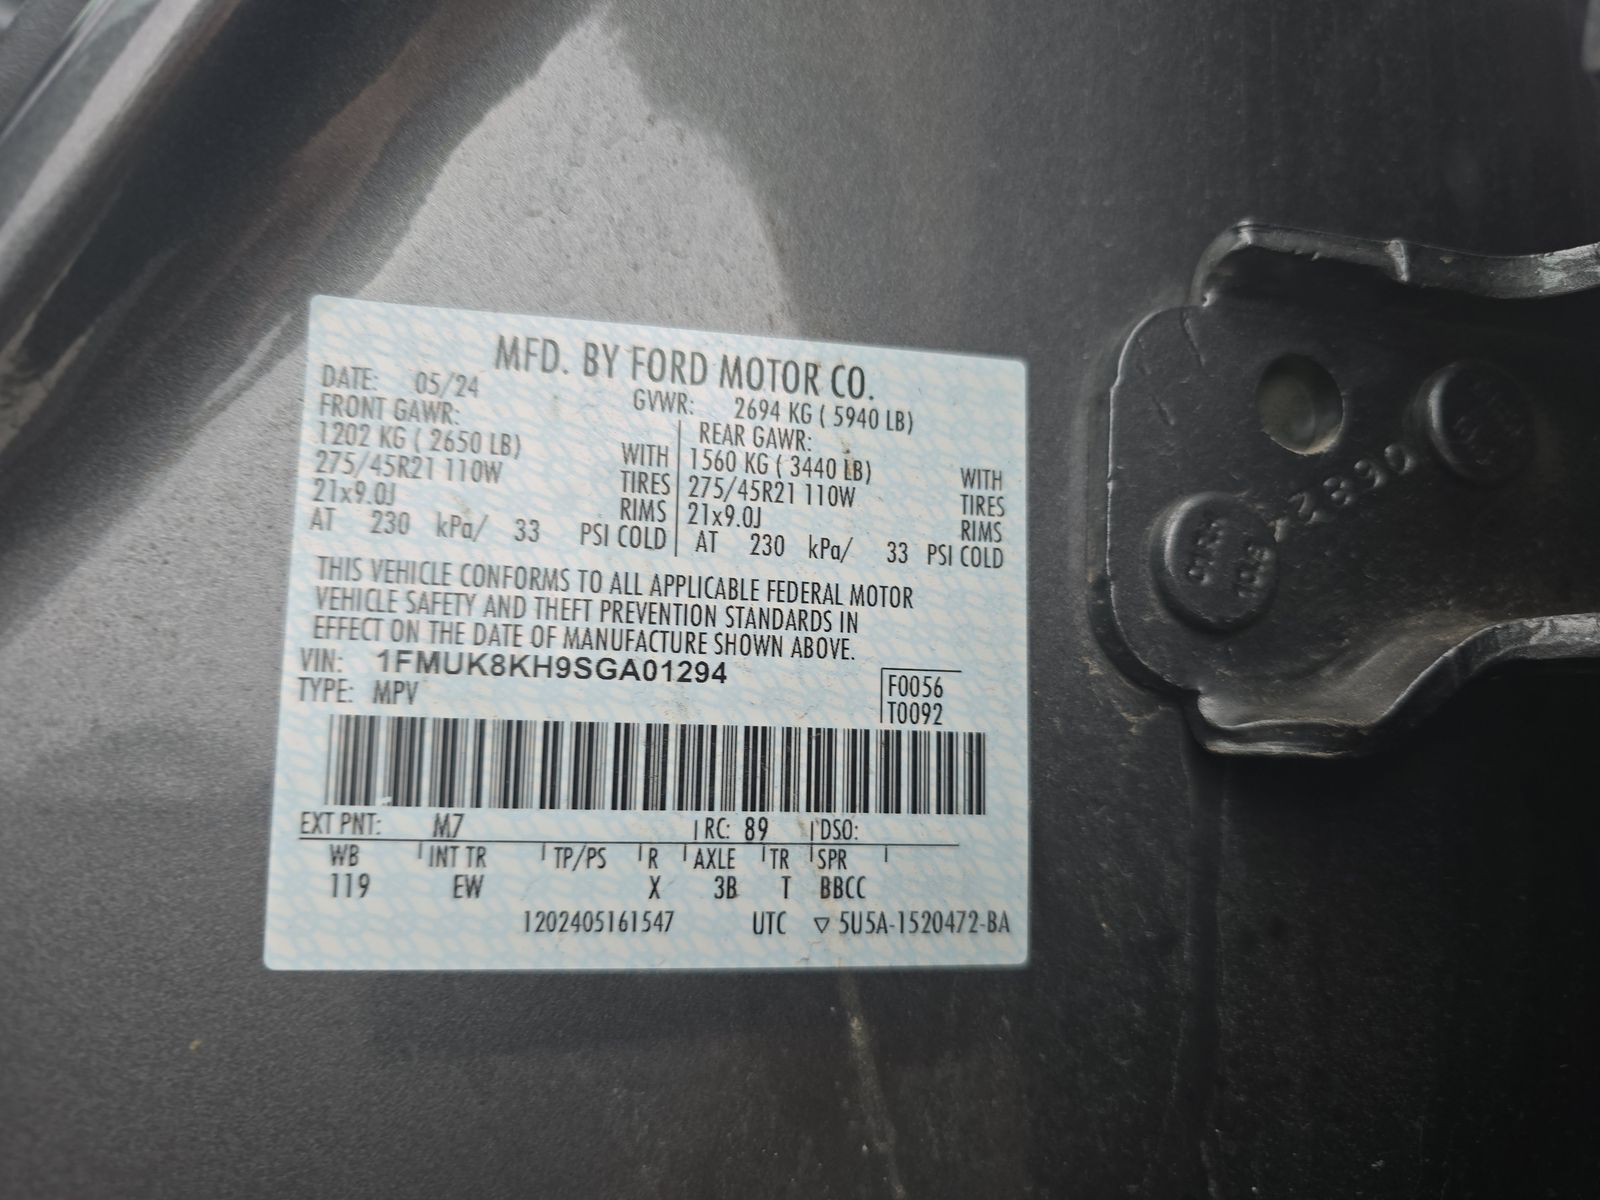 MFD. BY FORD MOTOR CO.
DATE: 05/24 GVWR: 2694 KG ( 5940 LB)
FRONT GAWR: REAR GAWR:
1202 KG ( 2650 LB) WITH 1560 KG ( 3440 LB) WITH
275/45R21 110W TIRES 275/45R21 110W TIRES
21x9.0J RIMS 21x9.0J RIMS
AT 230 kPa/ 33 PSI COLD AT 230 kPa/ 33 PSI COLD
THIS VEHICLE CONFORMS TO ALL APPLICABLE FEDERAL MOTOR
VEHICLE SAFETY AND THEFT PREVENTION STANDARDS IN
EFFECT ON THE DATE OF MANUFACTURE SHOWN ABOVE.
VIN: 1FMUK8KH9SGA01294
TYPE: MPV
F0056
T0092
EXT PNT: M7 RC: 89 DSO:
WB INT TR TP/PS R AXLE TR SPR
119 EW X 3B T BBCC
1202405161547 UTC ▽ 5U5A-1520472-BA